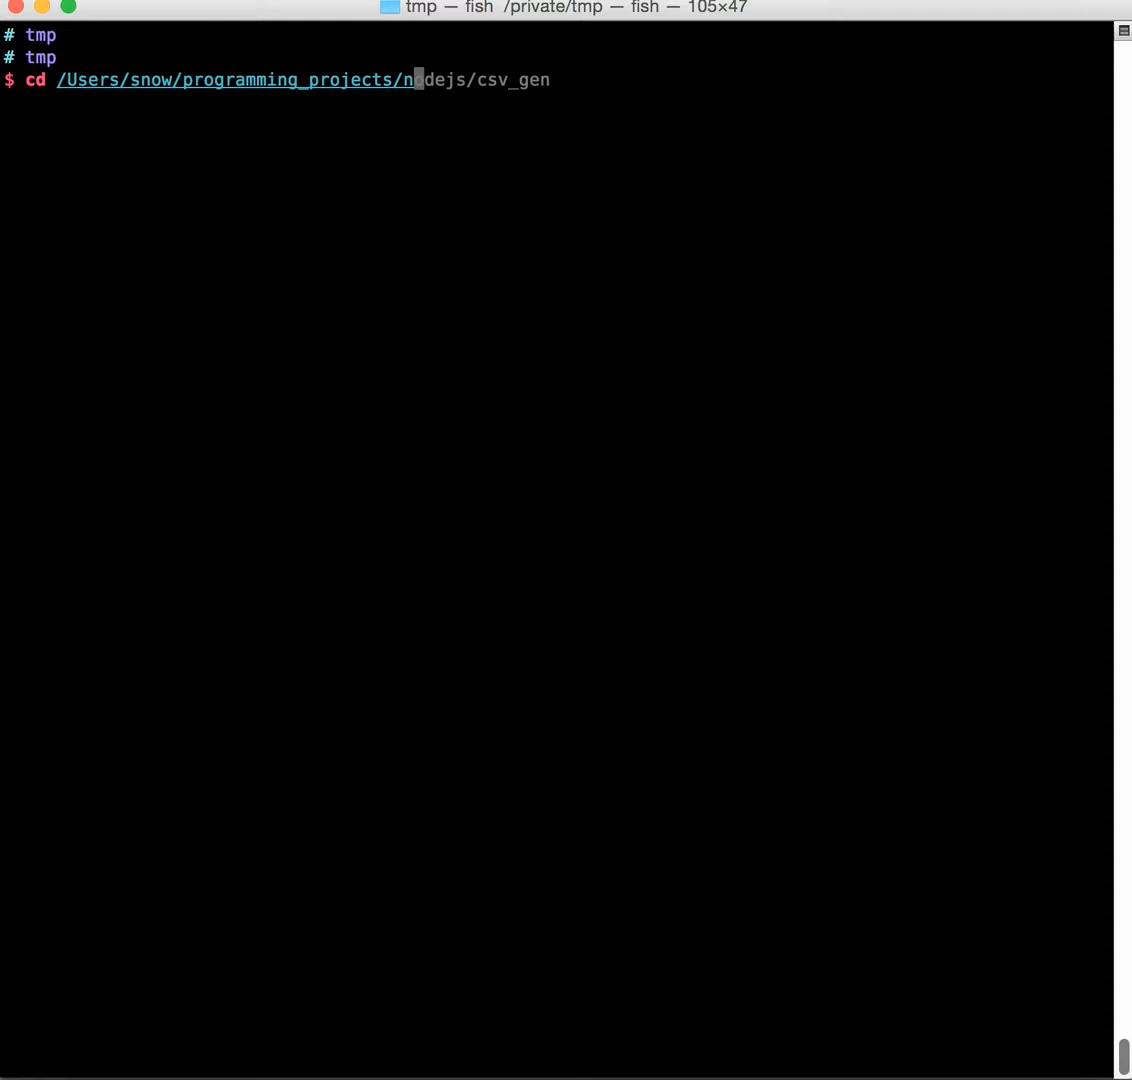 tmp — fish /private/tmp — fish — 105×47
# tmp
# tmp
$ cd /Users/snow/programming_projects/nodejs/csv_gen